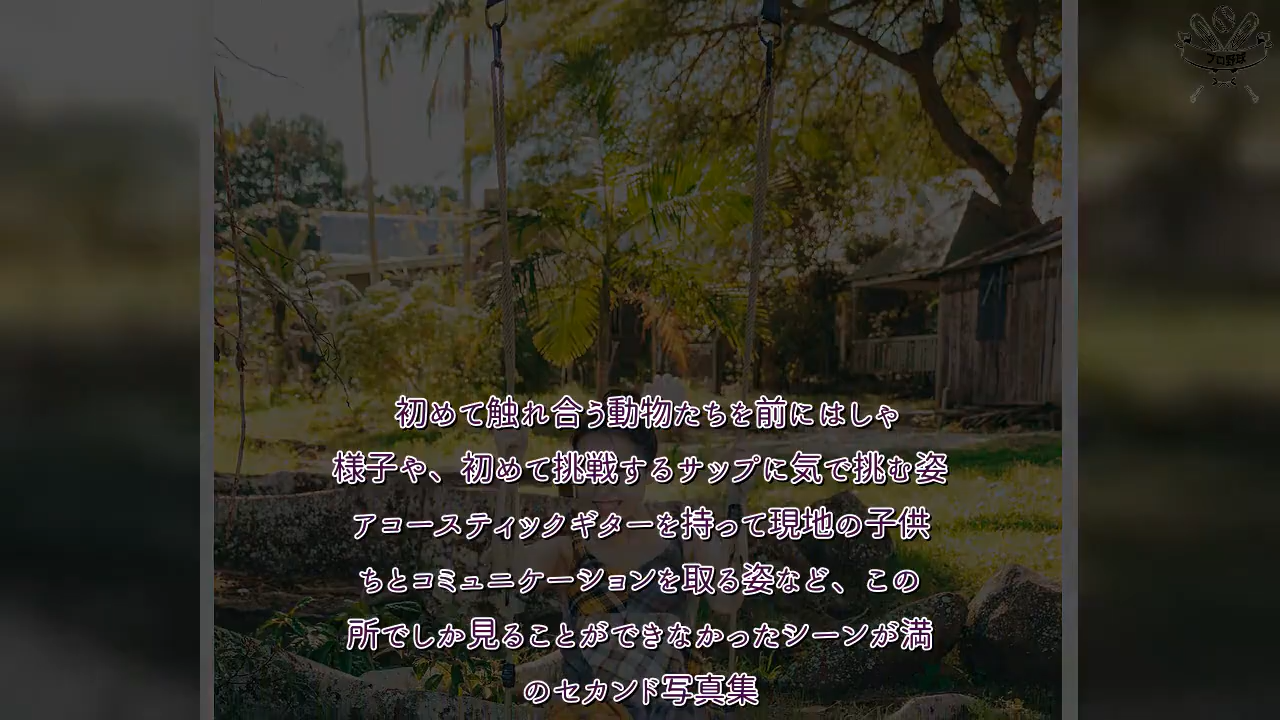 プロ野球
初めて触れ合う動物たちを前にはしゃ
様子や、初めて挑戦するサップに気で挑む姿
アコースティックギターを持って現地の子供
ちとコミュニケーションを取る姿など、この
所でしか見ることができなかったシーンが満
のセカンド写真集